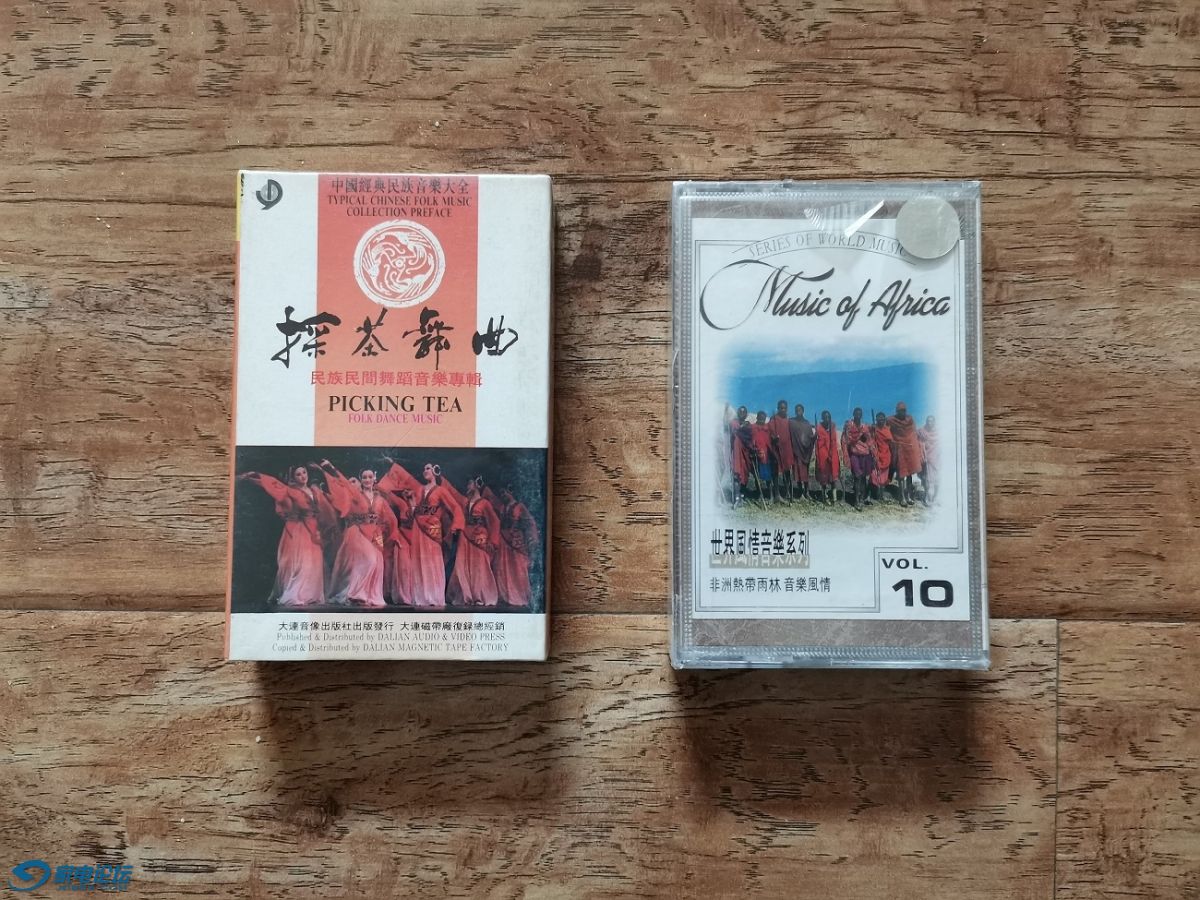 中國經典民族音樂大全
TYPICAL CHINESE FOLK MUSIC
COLLECTION PREFACE
採茶舞曲
民族民間舞蹈音樂專輯
PICKING TEA
FOLK DANCE MUSIC
大連音像出版社出版發行 大連磁帶廠復録總經銷
Published & Distributed by DALIAN AUDIO & VIDEO PRESS
Copied & Distributed by DALIAN MAGNETIC TAPE FACTORY
SERIES OF WORLD MUSIC
Music of Africa
世界風情音樂系列
非洲熱帶雨林 音樂風情
VOL.
10
家电论坛